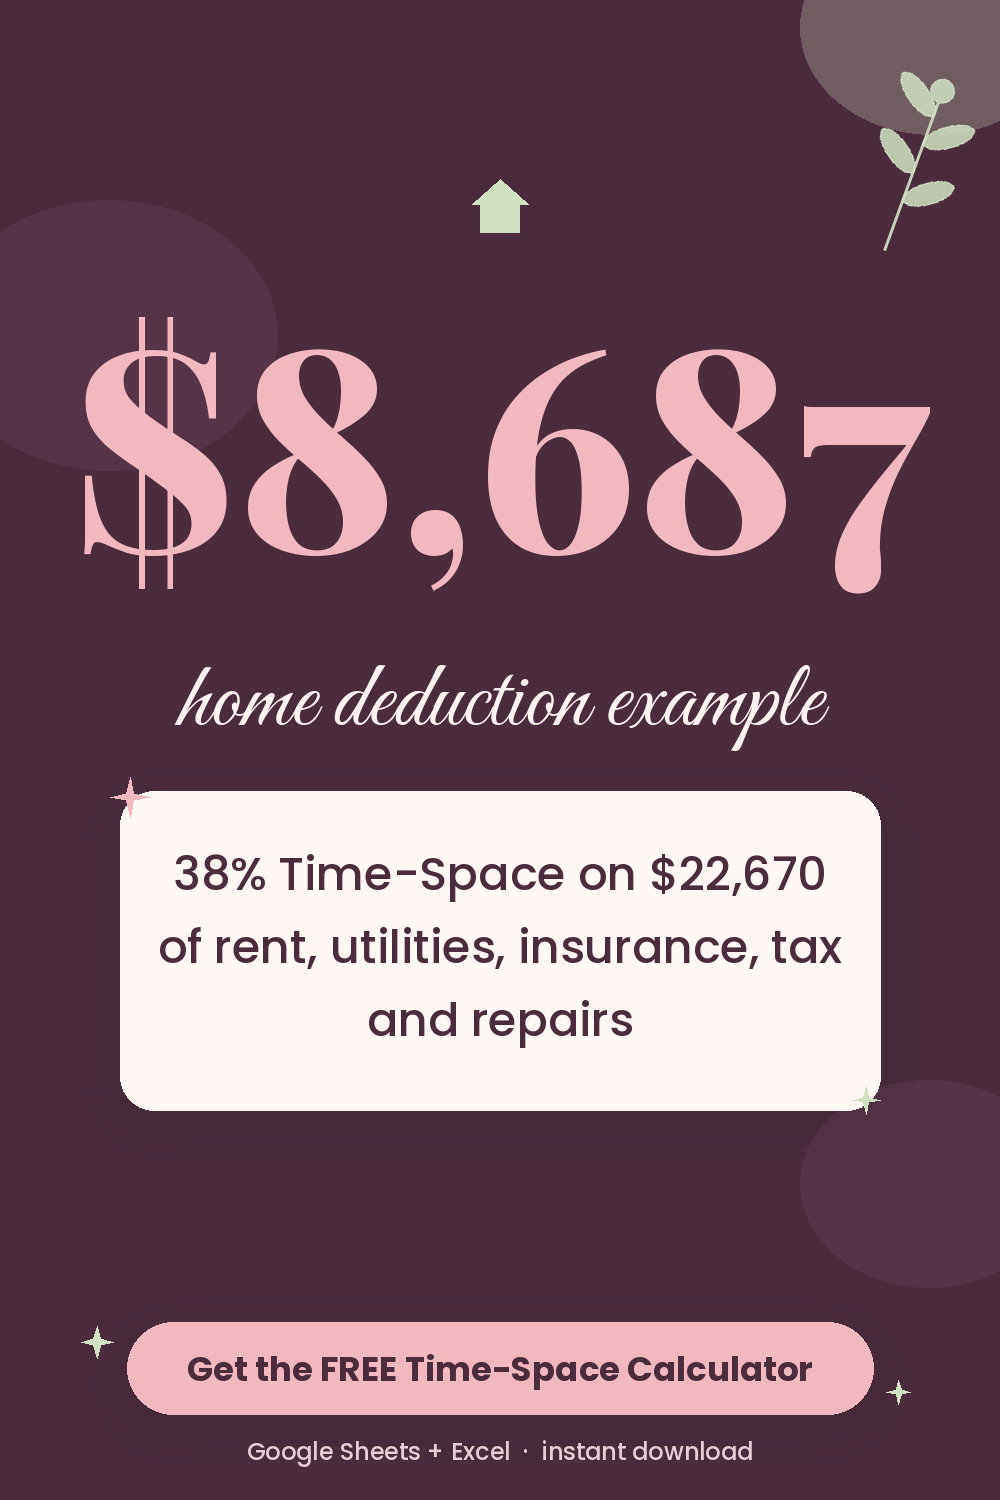 $8,687
home deduction example
38% Time-Space on $22,670
of rent, utilities, insurance, tax
and repairs
Get the FREE Time-Space Calculator
Google Sheets + Excel · instant download